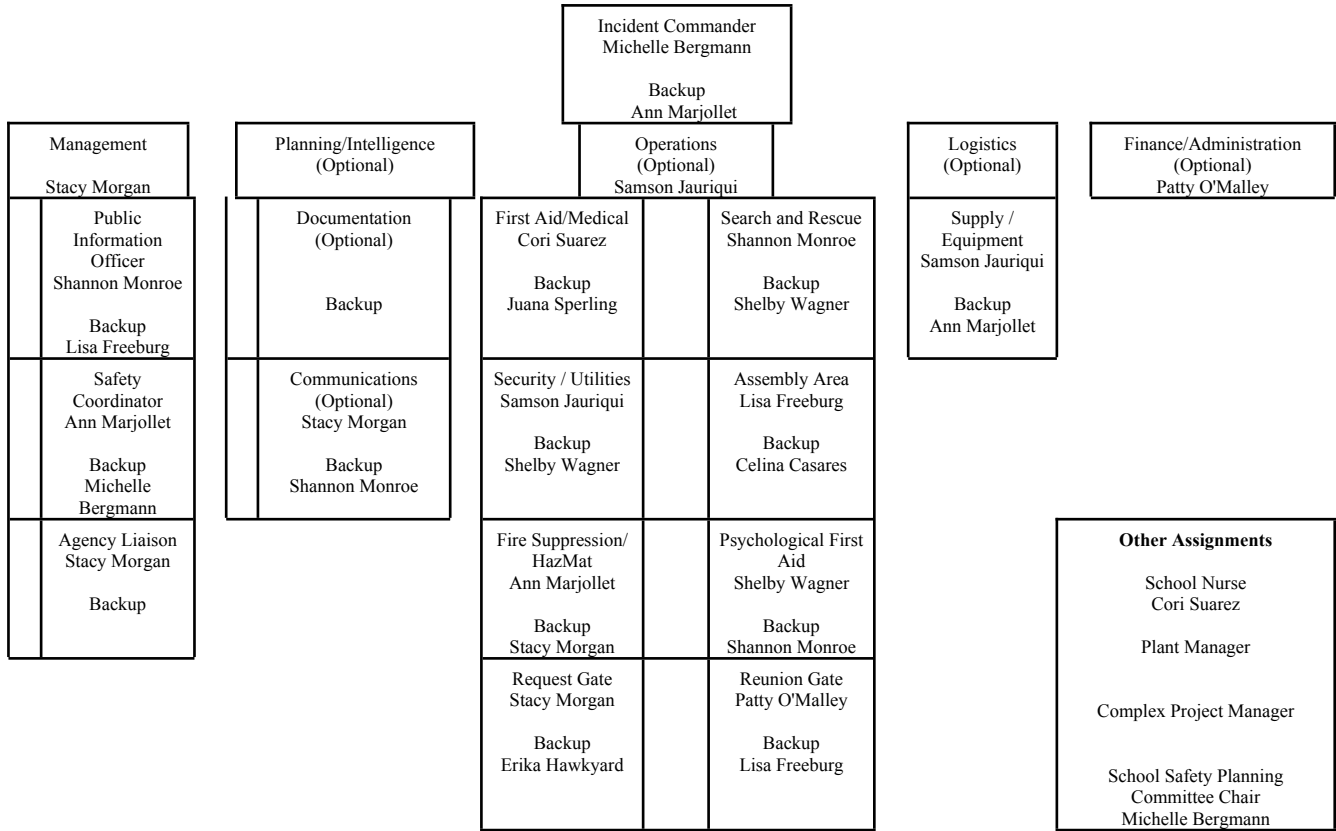 Incident Commander
Michelle Bergmann
Backup
Ann Marjollet
Management
Stacy Morgan
Planning/Intelligence
(Optional)
Operations
(Optional)
Samson Jauriqui
Logistics
(Optional)
Finance/Administration
(Optional)
Patty O'Malley
Public
Information
Officer
Shannon Monroe
Backup
Lisa Freeburg
Documentation
(Optional)
Backup
First Aid/Medical
Cori Suarez
Backup
Juana Sperling
Search and Rescue
Shannon Monroe
Backup
Shelby Wagner
Supply /
Equipment
Samson Jauriqui
Backup
Ann Marjollet
Safety
Coordinator
Ann Marjollet
Backup
Michelle
Bergmann
Communications
(Optional)
Stacy Morgan
Backup
Shannon Monroe
Security / Utilities
Samson Jauriqui
Backup
Shelby Wagner
Assembly Area
Lisa Freeburg
Backup
Celina Casares
Agency Liaison
Stacy Morgan
Backup
Fire Suppression/
HazMat
Ann Marjollet
Backup
Stacy Morgan
Psychological First
Aid
Shelby Wagner
Backup
Shannon Monroe
Other Assignments
School Nurse
Cori Suarez
Plant Manager
Complex Project Manager
School Safety Planning
Committee Chair
Michelle Bergmann
Request Gate
Stacy Morgan
Backup
Erika Hawkyard
Reunion Gate
Patty O'Malley
Backup
Lisa Freeburg